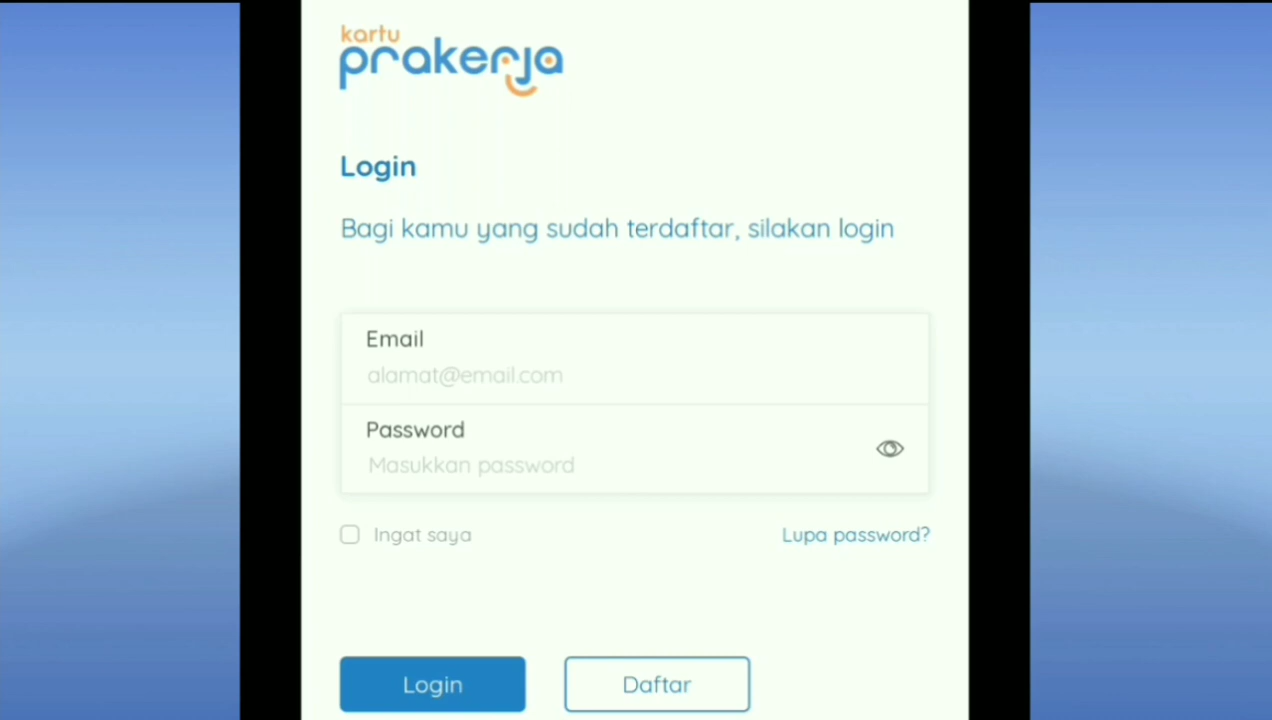 kartu
prakerja
Login
Bagi kamu yang sudah terdaftar, silakan login
Email
alamat@email.com
Password
Masukkan password
Ingat saya
Lupa password?
Login
Daftar